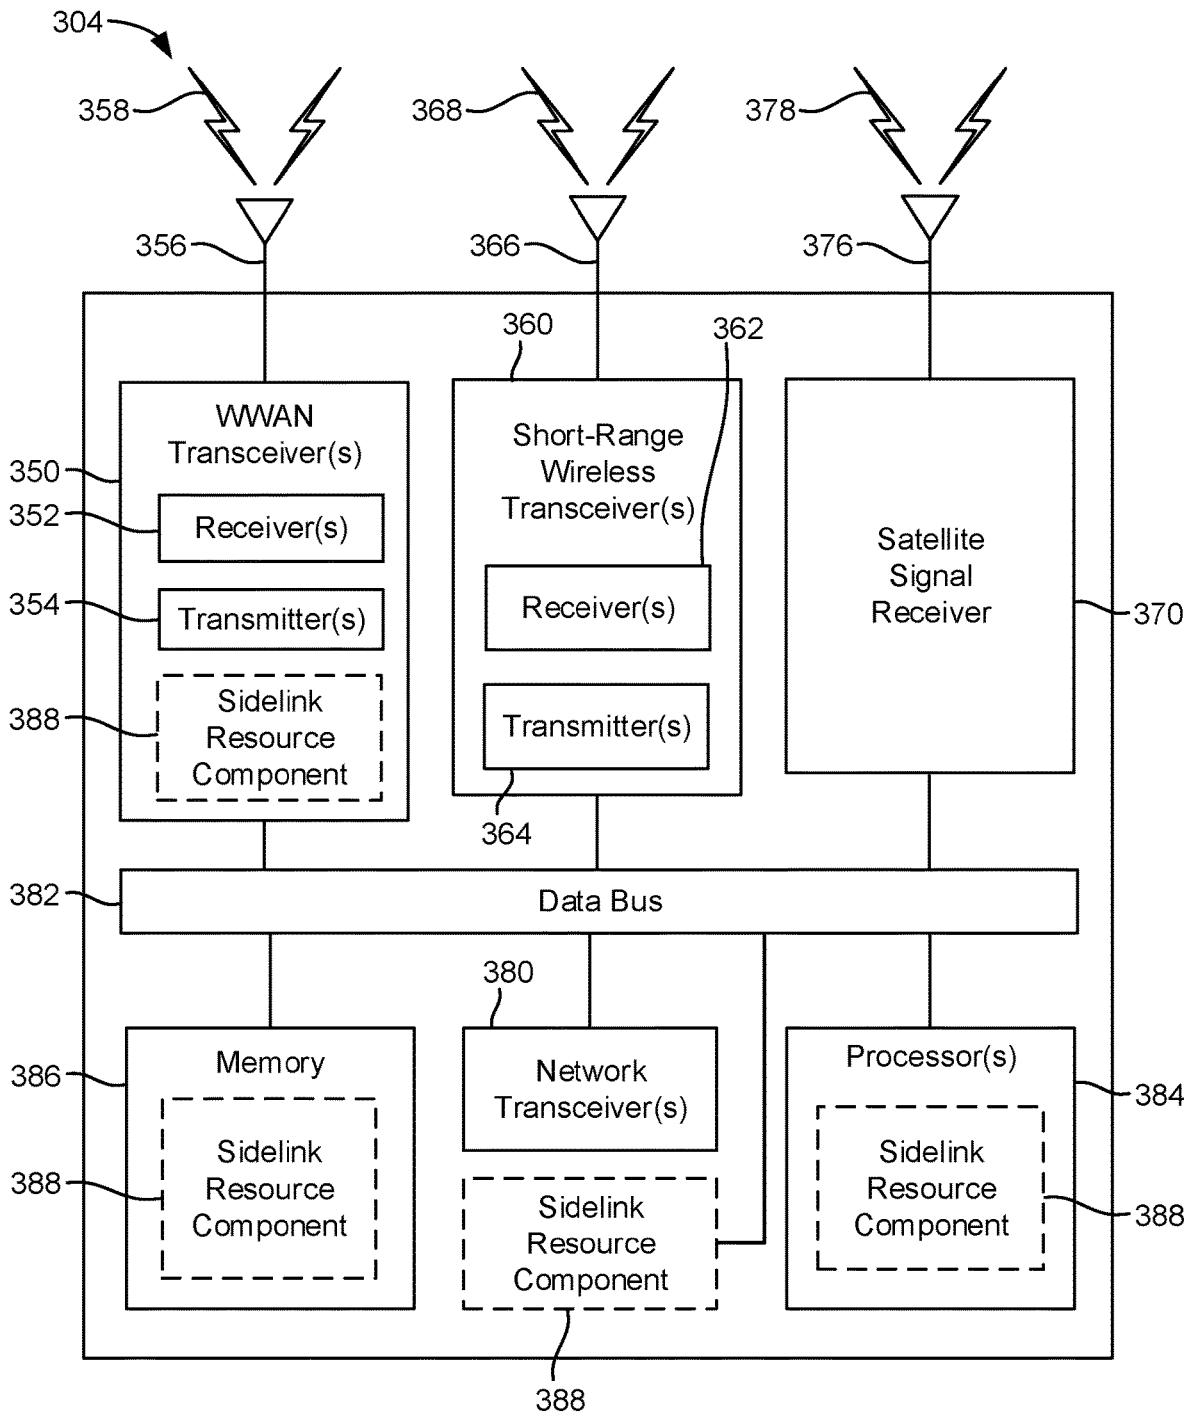 304
358
368
378
356
366
376
360
362
WWAN
Transceiver(s)
350
352
Receiver(s)
354
Transmitter(s)
388
Sidelink
Resource
Component
Short-Range
Wireless
Transceiver(s)
Receiver(s)
Transmitter(s)
364
Satellite
Signal
Receiver
370
382
Data Bus
380
386
Memory
388
Sidelink
Resource
Component
Network
Transceiver(s)
Sidelink
Resource
Component
388
Processor(s)
384
Sidelink
Resource
Component
388